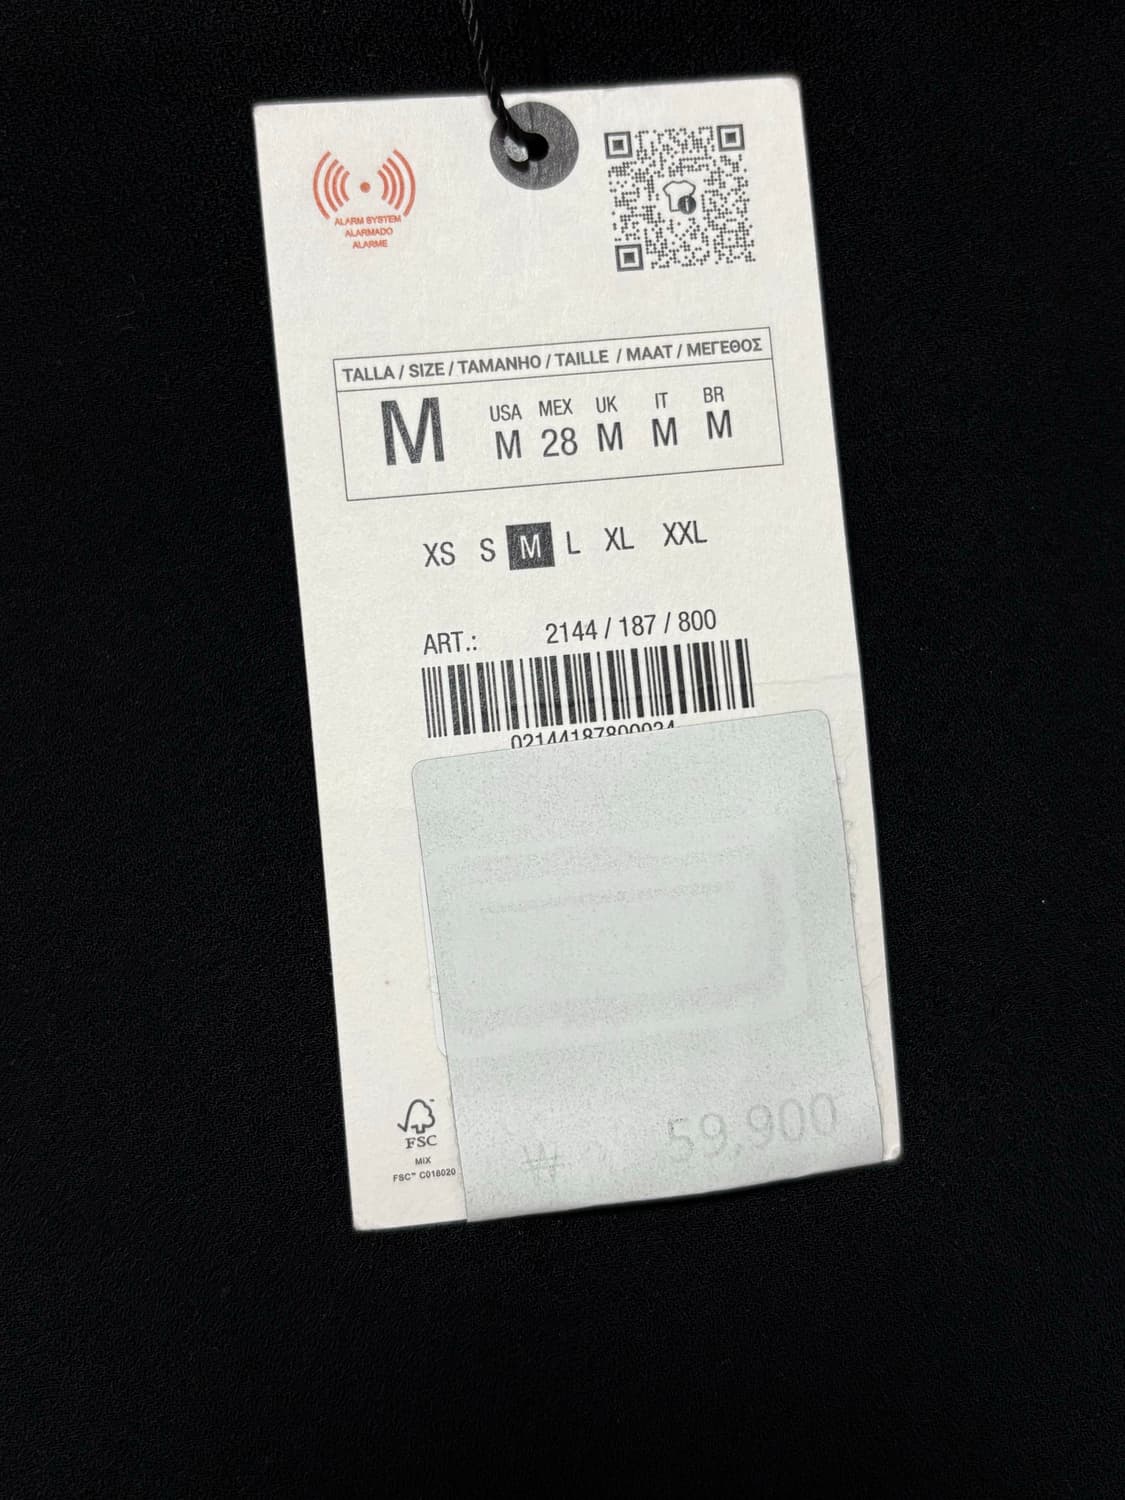 ALARM SYSTEM
ALARMADO
ALARME
TALLA / SIZE / TAMANHO / TAILLE / MAAT / ΜΕΓΕΘΟΣ
M
USA MEX UK IT BR
M 28 M M M
XS S M L XL XXL
ART.: 2144 / 187 / 800
02144187800034
₩ 59,900
FSC
MIX
FSC™ C018020